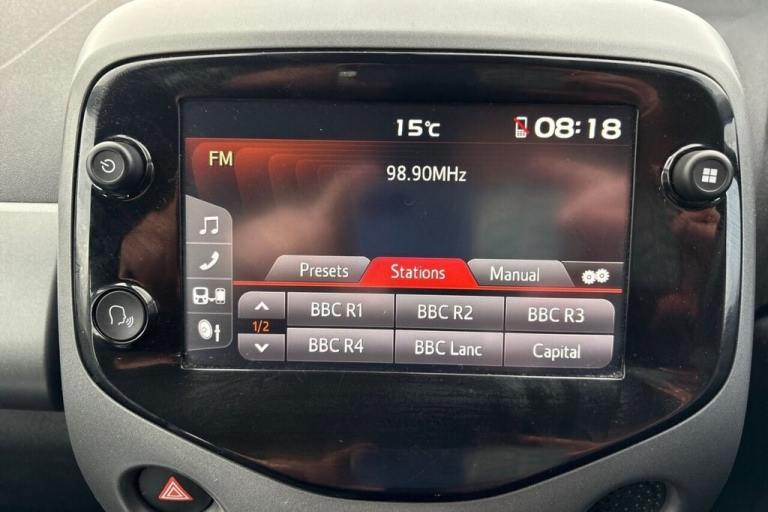 15°C
08:18
FM
98.90MHz
Presets
Stations
Manual
1/2
BBC R1
BBC R2
BBC R3
BBC R4
BBC Lanc
Capital